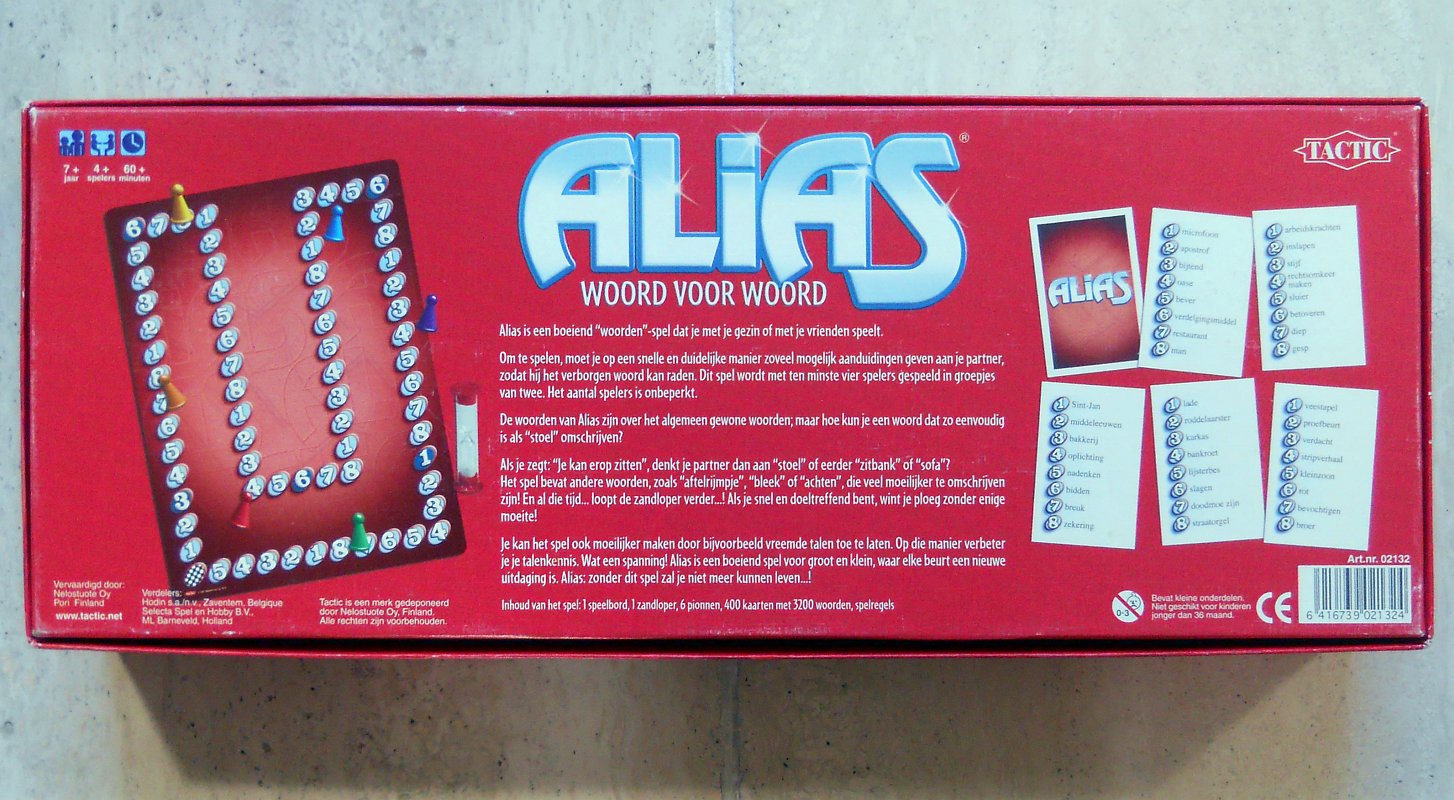 7+ jaar
4+ spelers
60+ minuten
ALiAS®
WOORD VOOR WOORD
TACTIC
Alias is een boeiend “woorden”-spel dat je met je gezin of met je vrienden speelt.
Om te spelen, moet je op een snelle en duidelijke manier zoveel mogelijk aanduidingen geven aan je partner,
zodat hij het verborgen woord kan raden. Dit spel wordt met ten minste vier spelers gespeeld in groepjes
van twee. Het aantal spelers is onbeperkt.
De woorden van Alias zijn over het algemeen gewone woorden; maar hoe kun je een woord dat zo eenvoudig
is als “stoel” omschrijven?
Als je zegt: “Je kan erop zitten”, denkt je partner dan aan “stoel” of eerder “zitbank” of “sofa”?
Het spel bevat andere woorden, zoals “aftelrijmpje”, “bleek” of “achten”, die veel moeilijker te omschrijven
zijn! En al die tijd... loopt de zandloper verder...! Als je snel en doeltreffend bent, wint je ploeg zonder enige
moeite!
Je kan het spel ook moeilijker maken door bijvoorbeeld vreemde talen toe te laten. Op die manier verbeter
je je talenkennis. Wat een spanning! Alias is een boeiend spel voor groot en klein, waar elke beurt een nieuwe
uitdaging is. Alias: zonder dit spel zal je niet meer kunnen leven...!
Inhoud van het spel: 1 speelbord, 1 zandloper, 6 pionnen, 400 kaarten met 3200 woorden, spelregels
ALiAS
1 microfoon
2 apostrof
3 bijtend
4 oase
5 bever
6 verdelgingsmiddel
7 restaurant
8 man
1 arbeidskrachten
2 inslapen
3 stijf
4 rechtsomkeer
maken
5 sluier
6 betoveren
7 diep
8 gesp
1 Sint-Jan
2 middeleeuwen
3 bakkerij
4 oplichting
5 nadenken
6 bidden
7 breuk
8 zekering
1 lade
2 roddelaarster
3 karkas
4 bankroet
5 lijsterbes
6 slagen
7 doodmoe zijn
8 straatorgel
1 veestapel
2 proefbeurt
3 verdacht
4 stripverhaal
5 kleinzoon
6 rot
7 bevochtigen
8 broer
Vervaardigd door:
Nelostuote Oy
Pori Finland
www.tactic.net
Verdelers:
Hodin s.a./n.v., Zaventem, Belgique
Selecta Spel en Hobby B.V.,
ML Barneveld, Holland
Tactic is een merk gedeponeerd
door Nelostuote Oy, Finland.
Alle rechten zijn voorbehouden.
0-3
Bevat kleine onderdelen.
Niet geschikt voor kinderen
jonger dan 36 maand.
CE
Art.nr. 02132
6 416739 021324